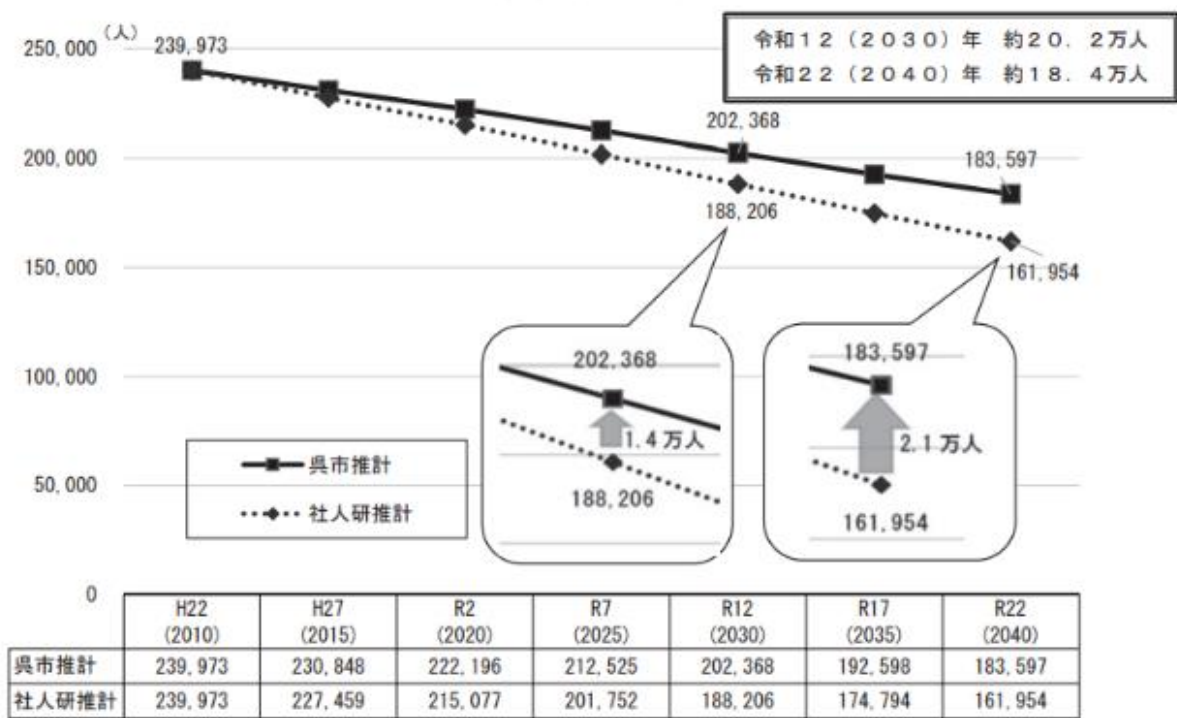 (人)
令和12(2030)年 約20.2万人
令和22(2040)年 約18.4万人
250,000
200,000
150,000
100,000
50,000
0
239,973
202,368
188,206
183,597
161,954
202,368
1.4万人
188,206
183,597
2.1万人
161,954
呉市推計
社人研推計
H22 H27 R2 R7 R12 R17 R22
(2010) (2015) (2020) (2025) (2030) (2035) (2040)
呉市推計 239,973 230,848 222,196 212,525 202,368 192,598 183,597
社人研推計 239,973 227,459 215,077 201,752 188,206 174,794 161,954